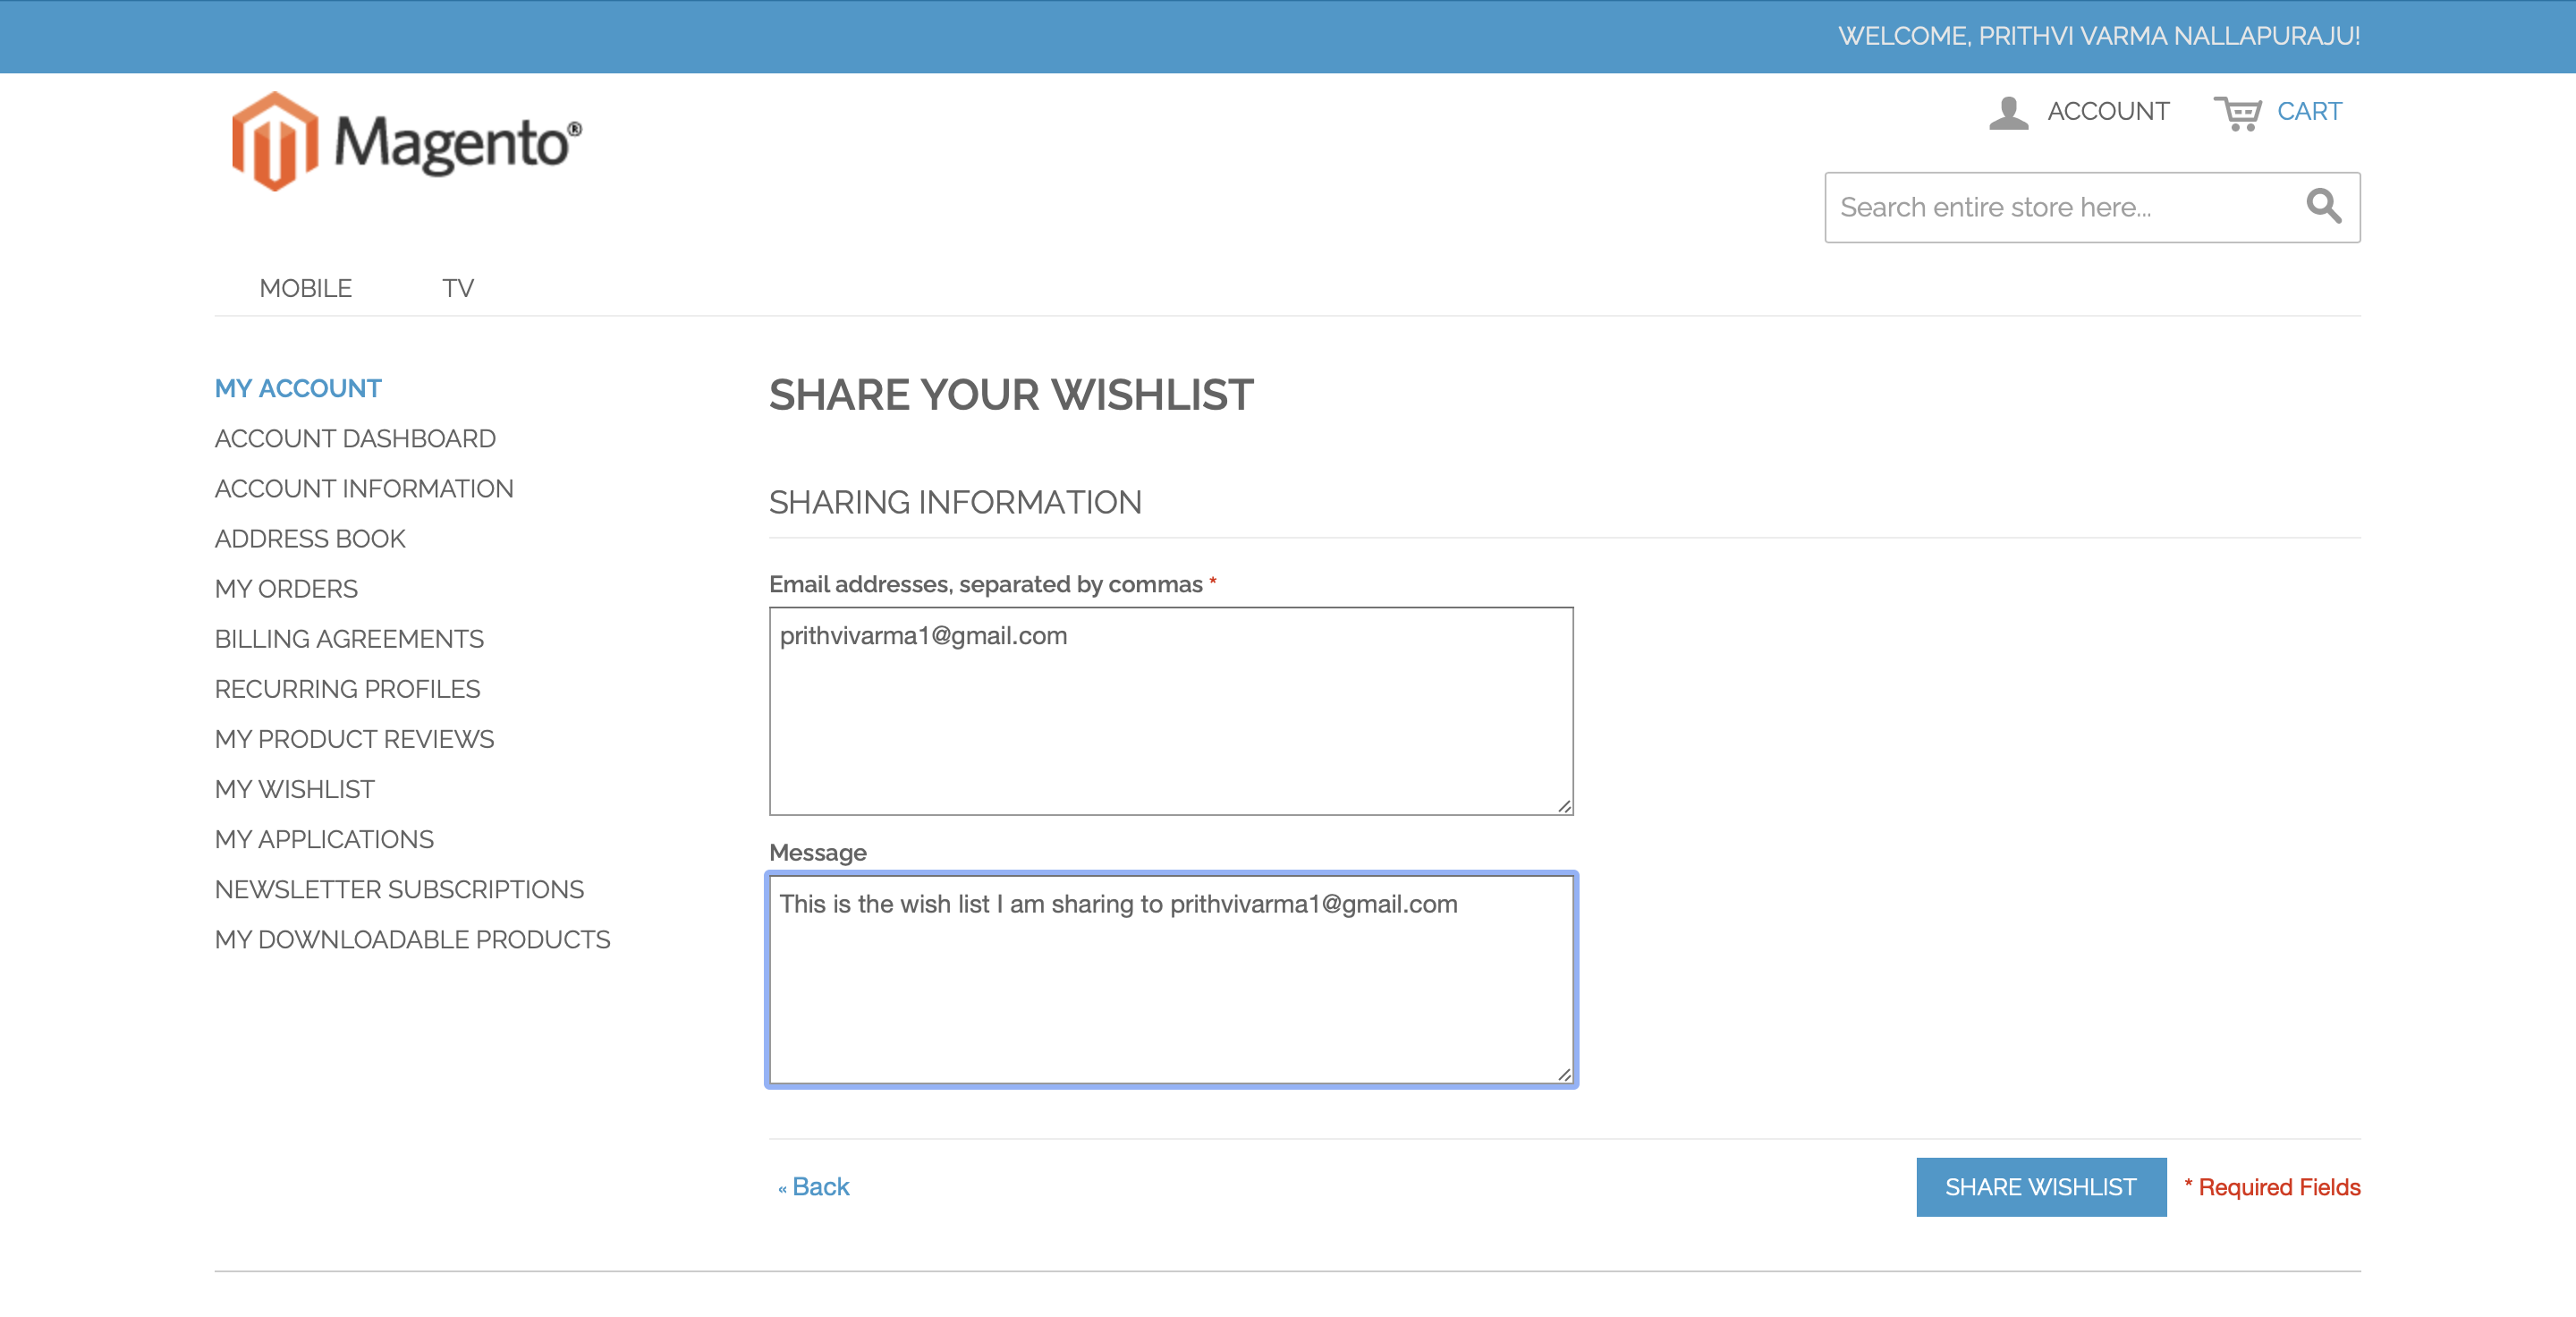 WELCOME, PRITHVI VARMA NALLAPURAJU!
Magento®
ACCOUNT
CART
Search entire store here...
MOBILE
TV
MY ACCOUNT
ACCOUNT DASHBOARD
ACCOUNT INFORMATION
ADDRESS BOOK
MY ORDERS
BILLING AGREEMENTS
RECURRING PROFILES
MY PRODUCT REVIEWS
MY WISHLIST
MY APPLICATIONS
NEWSLETTER SUBSCRIPTIONS
MY DOWNLOADABLE PRODUCTS
SHARE YOUR WISHLIST
SHARING INFORMATION
Email addresses, separated by commas *
prithvivarma1@gmail.com
Message
This is the wish list I am sharing to prithvivarma1@gmail.com
« Back
SHARE WISHLIST
* Required Fields